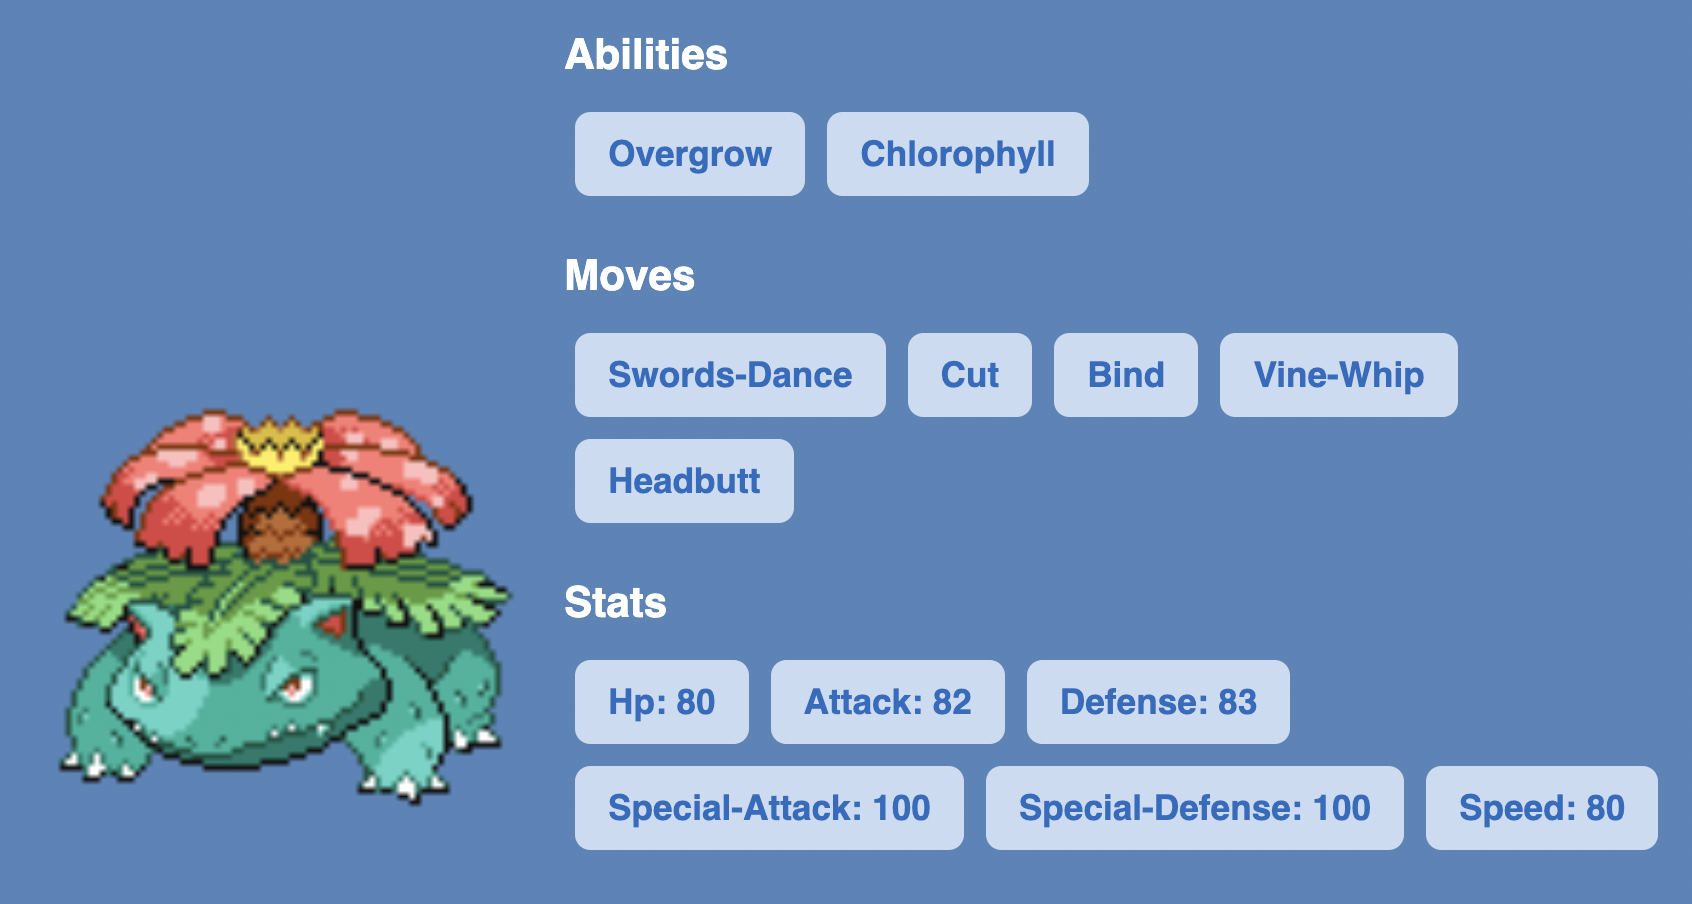 Abilities
Overgrow Chlorophyll
Moves
Swords-Dance Cut Bind Vine-Whip
Headbutt
Stats
Hp: 80 Attack: 82 Defense: 83
Special-Attack: 100 Special-Defense: 100 Speed: 80